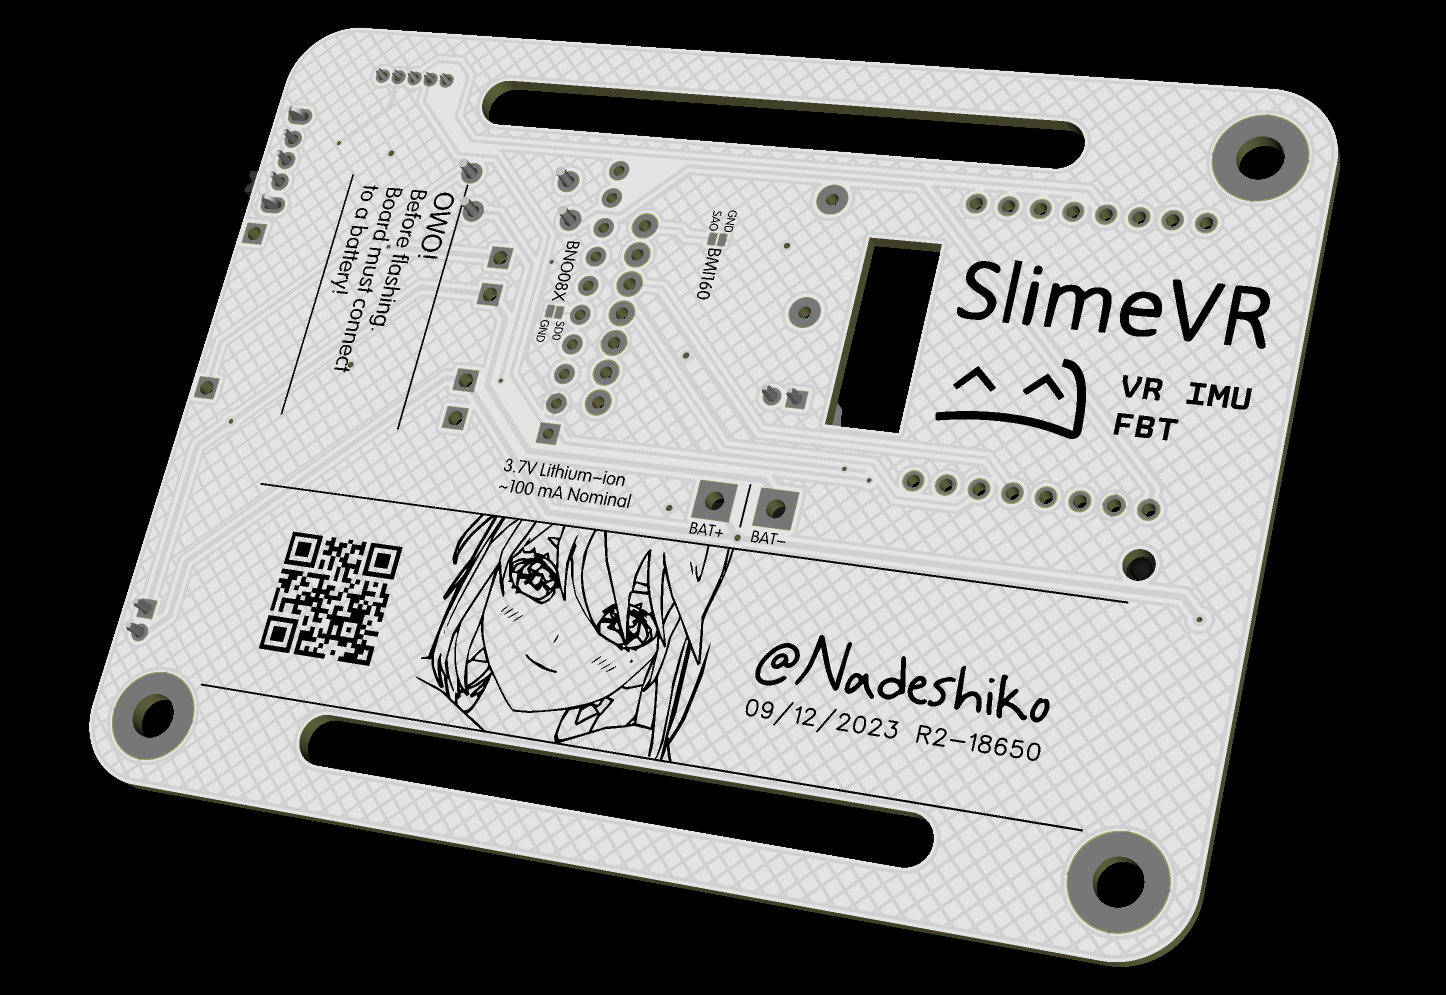 OWO!
Before flashing.
Board must connect
to a battery!
BNO08X
SD0
GND
GND
SAO
BMI160
SlimeVR
VR IMU
FBT
3.7V Lithium-ion
~100 mA Nominal
BAT+
BAT-
@Nadeshiko
09/12/2023 R2-18650